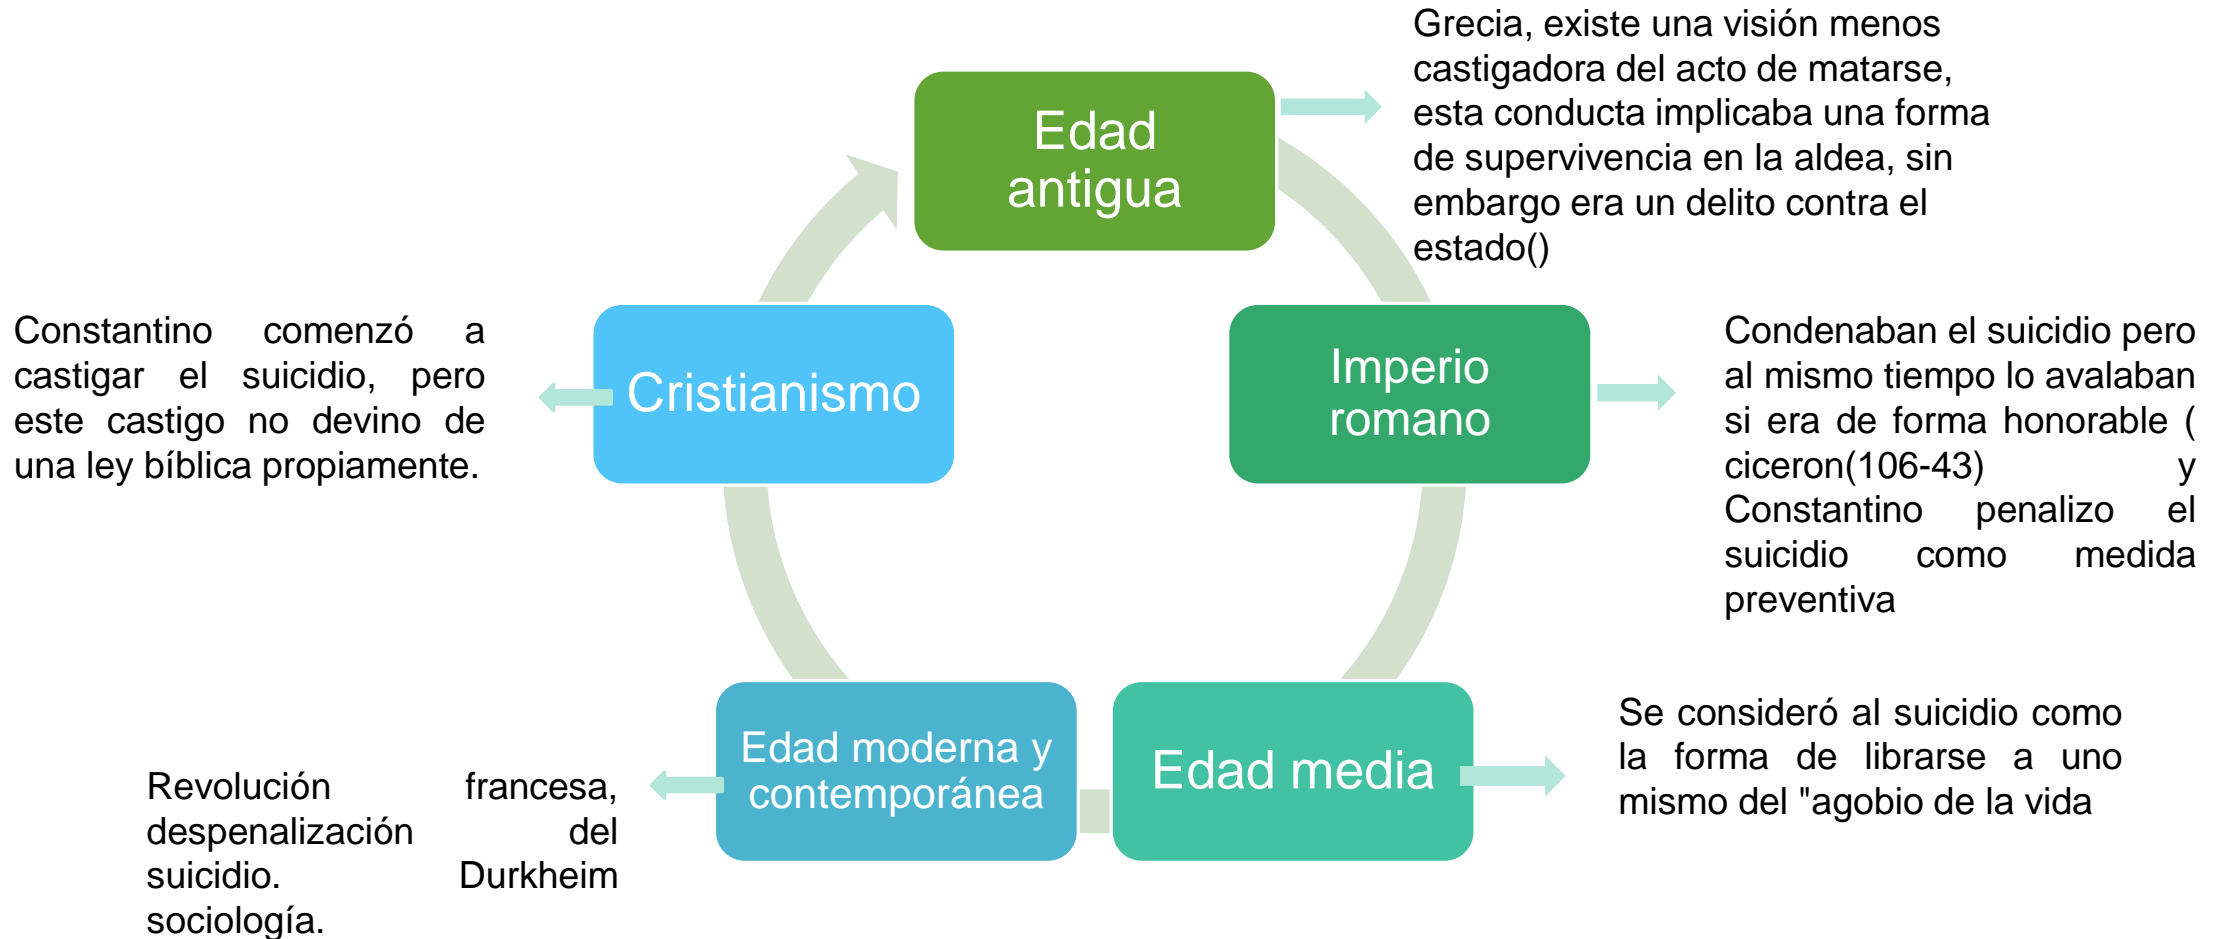 Edad
antigua
Grecia, existe una visión menos
castigadora del acto de matarse,
esta conducta implicaba una forma
de supervivencia en la aldea, sin
embargo era un delito contra el
estado()
Imperio
romano
Condenaban el suicidio pero
al mismo tiempo lo avalaban
si era de forma honorable (
ciceron(106-43) y
Constantino penalizo el
suicidio como medida
preventiva
Edad media
Se consideró al suicidio como
la forma de librarse a uno
mismo del "agobio de la vida
Edad moderna y
contemporánea
Revolución francesa,
despenalización del
suicidio. Durkheim
sociología.
Cristianismo
Constantino comenzó a
castigar el suicidio, pero
este castigo no devino de
una ley bíblica propiamente.